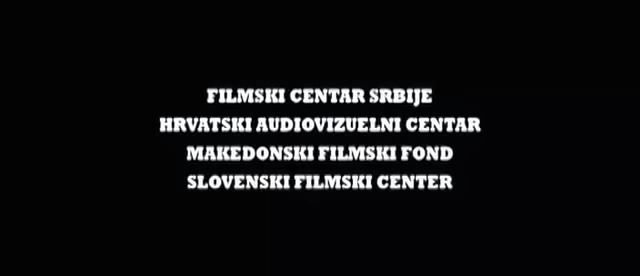 FILMSKI CENTAR SRBIJE
HRVATSKI AUDIOVIZUELNI CENTAR
MAKEDONSKI FILMSKI FOND
SLOVENSKI FILMSKI CENTER